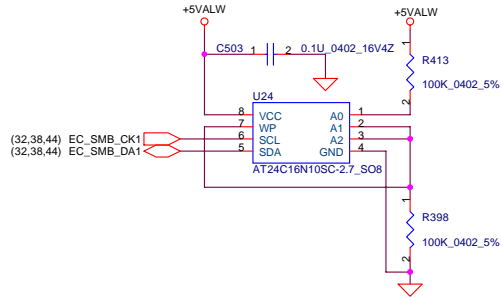 +5VALW
+5VALW
C503 1 2 0.1U_0402_16V4Z
1
R413
100K_0402_5%
2
U24
8 VCC A0 1
7 WP A1 2
(32,38,44) EC_SMB_CK1 6 SCL A2 3
(32,38,44) EC_SMB_DA1 5 SDA GND 4
AT24C16N10SC-2.7_SO8
1
R398
100K_0402_5%
2